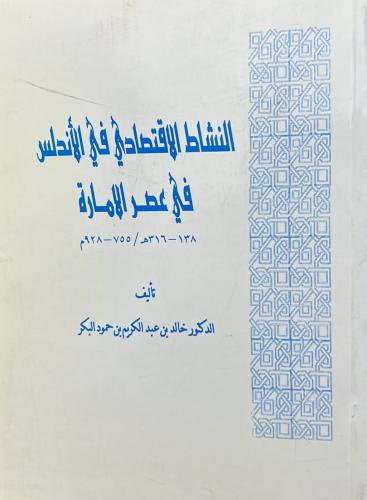 النشاط الاقتصادي في الأندلس
في عصر الامارة
١٣٨-٣١٦هـ/ ٧٥٥-٩٢٨م
تأليف
الدكتور خالد بن عبد الكريم بن حمود البكر